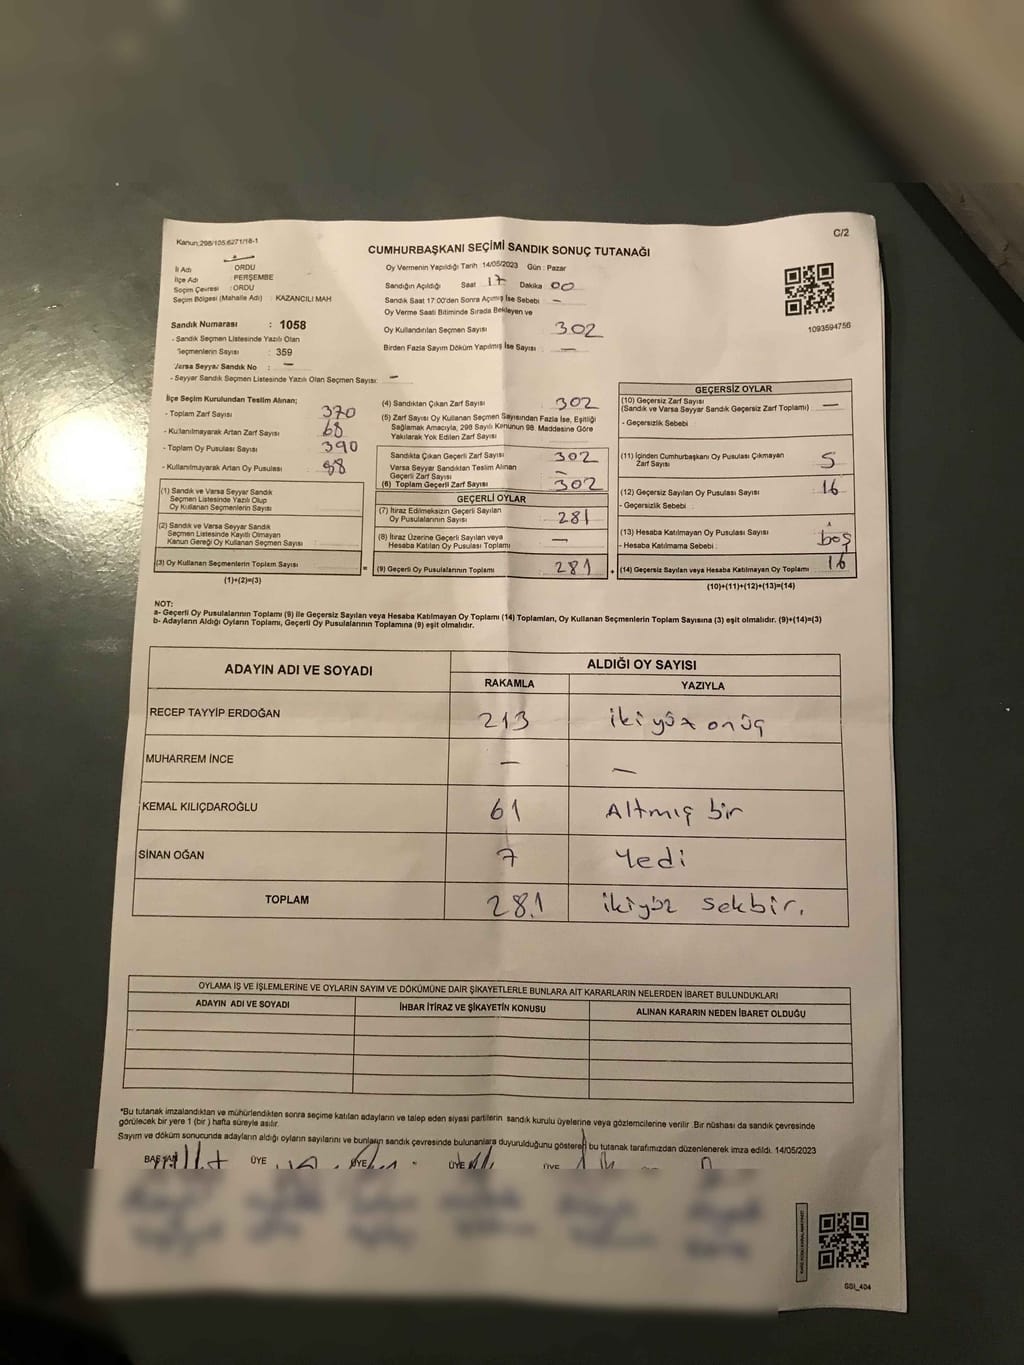 Kanun;298/105,6271/18-1
C/2
CUMHURBAŞKANI SEÇİMİ SANDIK SONUÇ TUTANAĞI
İl Adı : ORDU
İlçe Adı : PERŞEMBE
Seçim Çevresi : ORDU
Seçim Bölgesi (Mahalle Adı) : KAZANCILI MAH
Sandık Numarası : 1058
- Sandık Seçmen Listesinde Yazılı Olan
Seçmenlerin Sayısı : 359
Varsa Seyyar Sandık No : —
- Seyyar Sandık Seçmen Listesinde Yazılı Olan Seçmen Sayısı: —
Oy Vermenin Yapıldığı Tarih :14/05/2023 Gün : Pazar
Sandığın Açıldığı Saat 17 Dakika 00
Sandık Saat 17:00'den Sonra Açılmış İse Sebebi : —
Oy Verme Saati Bitiminde Sırada Bekleyen ve
Oy Kullandırılan Seçmen Sayısı 302
Birden Fazla Sayım Döküm Yapılmış İse Sayısı : —
1093594756
İlçe Seçim Kurulundan Teslim Alınan;
- Toplam Zarf Sayısı 370
- Kullanılmayarak Artan Zarf Sayısı 68
- Toplam Oy Pusulası Sayısı 390
- Kullanılmayarak Artan Oy Pusulası 88
(1) Sandık ve Varsa Seyyar Sandık
Seçmen Listesinde Yazılı Olup
Oy Kullanan Seçmenlerin Sayısı :
(2) Sandık ve Varsa Seyyar Sandık
Seçmen Listesinde Kayıtlı Olmayan
Kanun Gereği Oy Kullanan Seçmen Sayısı :
(3) Oy Kullanan Seçmenlerin Toplam Sayısı
(1)+(2)=(3)
(4) Sandıktan Çıkan Zarf Sayısı 302
(5) Zarf Sayısı Oy Kullanan Seçmen Sayısından Fazla İse, Eşitliği
Sağlamak Amacıyla, 298 Sayılı Kanunun 98. Maddesine Göre
Yakılarak Yok Edilen Zarf Sayısı
Sandıkta Çıkan Geçerli Zarf Sayısı 302
Varsa Seyyar Sandıktan Teslim Alınan
Geçerli Zarf Sayısı —
(6) Toplam Geçerli Zarf Sayısı 302
GEÇERLİ OYLAR
(7) İtiraz Edilmeksizin Geçerli Sayılan
Oy Pusulalarının Sayısı 281
(8) İtiraz Üzerine Geçerli Sayılan veya
Hesaba Katılan Oy Pusulası Toplamı —
= (9) Geçerli Oy Pusulalarının Toplamı 281 +
GEÇERSİZ OYLAR
(10) Geçersiz Zarf Sayısı
(Sandık ve Varsa Seyyar Sandık Geçersiz Zarf Toplamı) —
- Geçersizlik Sebebi
(11) İçinden Cumhurbaşkanı Oy Pusulası Çıkmayan
Zarf Sayısı 5
(12) Geçersiz Sayılan Oy Pusulası Sayısı 16
- Geçersizlik Sebebi :
(13) Hesaba Katılmayan Oy Pusulası Sayısı
- Hesaba Katılmama Sebebi : boş
(14) Geçersiz Sayılan veya Hesaba Katılmayan Oy Toplamı 16
(10)+(11)+(12)+(13)=(14)
NOT:
a- Geçerli Oy Pusulalarının Toplamı (9) ile Geçersiz Sayılan veya Hesaba Katılmayan Oy Toplamı (14) Toplamları, Oy Kullanan Seçmenlerin Toplam Sayısına (3) eşit olmalıdır. (9)+(14)=(3)
b- Adayların Aldığı Oyların Toplamı, Geçerli Oy Pusulalarının Toplamına (9) eşit olmalıdır.
ADAYIN ADI VE SOYADI ALDIĞI OY SAYISI
RAKAMLA YAZIYLA
RECEP TAYYİP ERDOĞAN 213 iki yüz onüç
MUHARREM İNCE — —
KEMAL KILIÇDAROĞLU 61 Altmış bir
SİNAN OĞAN 7 Yedi
TOPLAM 281 ikiyüz sekbir.
OYLAMA İŞ VE İŞLEMLERİNE VE OYLARIN SAYIM VE DÖKÜMÜNE DAİR ŞİKAYETLERLE BUNLARA AİT KARARLARIN NELERDEN İBARET BULUNDUKLARI
ADAYIN ADI VE SOYADI İHBAR İTİRAZ VE ŞİKAYETİN KONUSU ALINAN KARARIN NEDEN İBARET OLDUĞU
*Bu tutanak imzalandıktan ve mühürlendikten sonra seçime katılan adayların ve talep eden siyasi partilerin sandık kurulu üyelerine veya gözlemcilerine verilir .Bir nüshası da sandık çevresinde
görülecek bir yere 1 (bir ) hafta süreyle asılır.
Sayım ve döküm sonucunda adayların aldığı oyların sayılarını ve bunların sandık çevresinde bulunanlara duyurulduğunu gösteren bu tutanak tarafımızdan düzenlenerek imza edildi. 14/05/2023
BAŞKAN ÜYE ÜYE ÜYE ÜYE
GSI_404